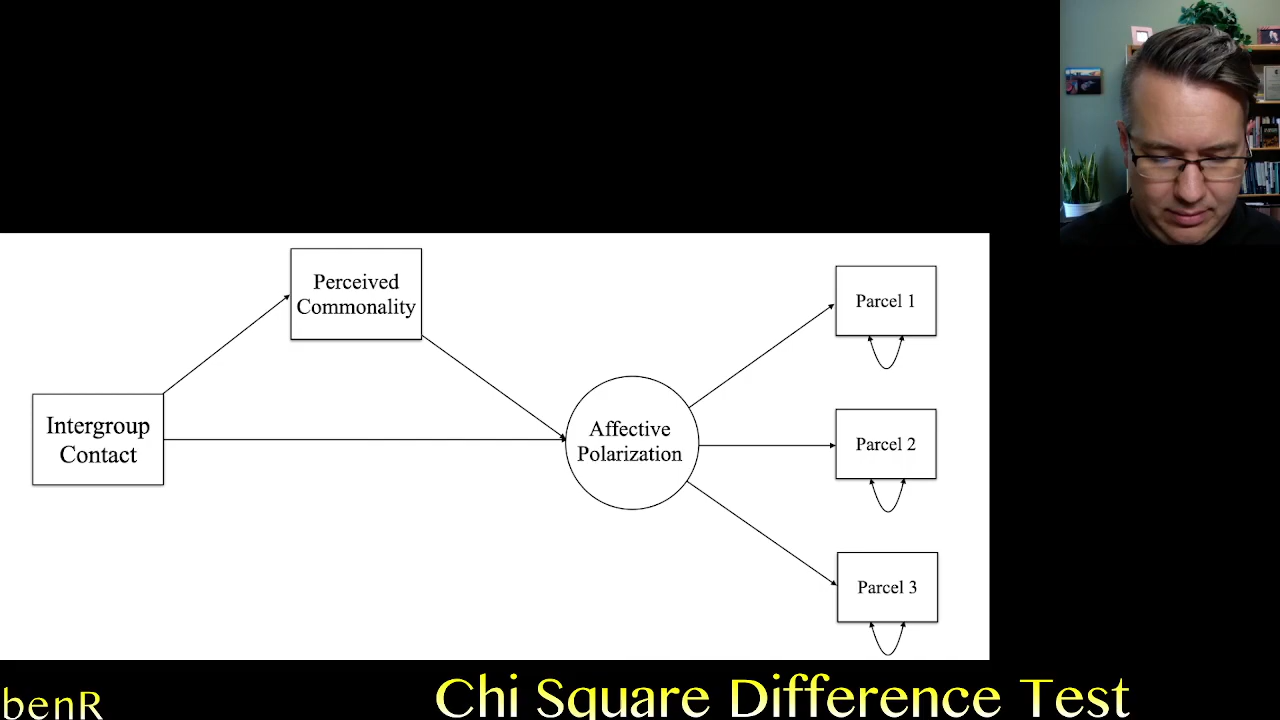 Perceived
Commonality
Parcel 1
Intergroup
Contact
Affective
Polarization
Parcel 2
Parcel 3
benR
Chi Square Difference Test